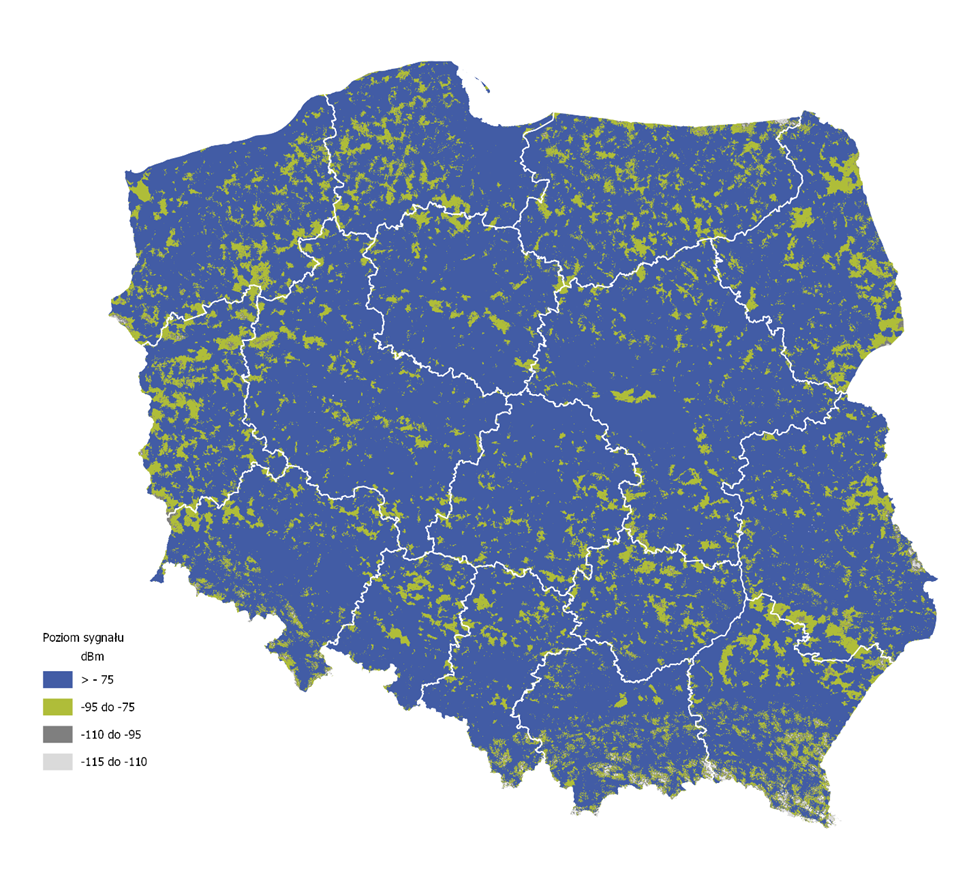 Poziom sygnału
dBm
> - 75
-95 do -75
-110 do -95
-115 do -110